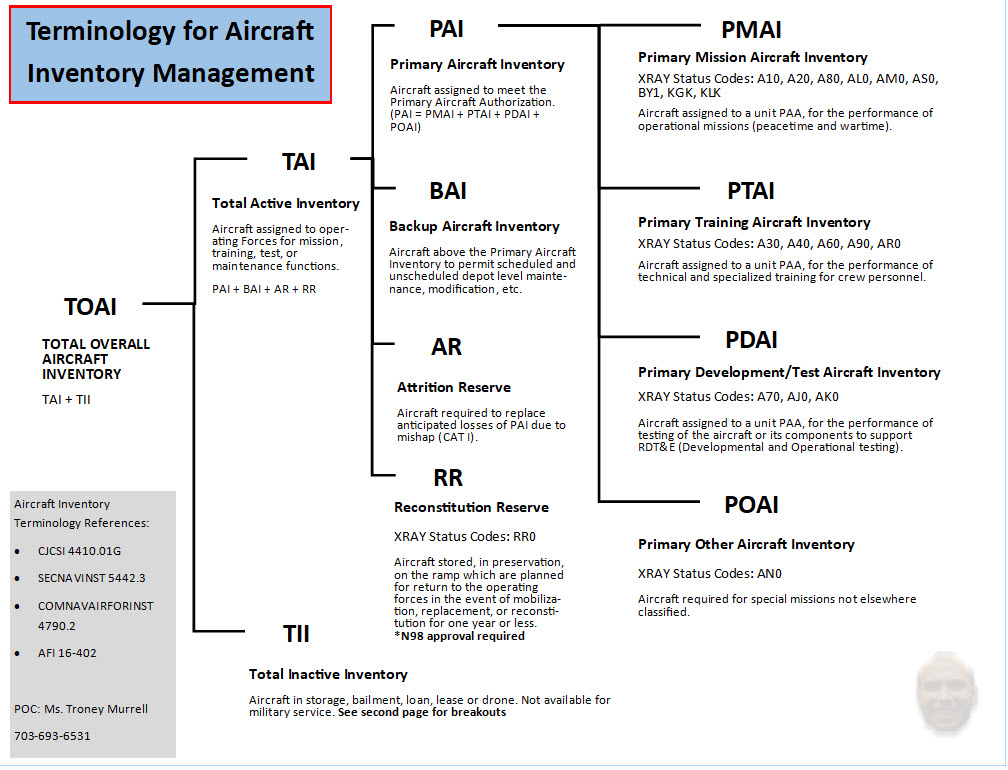 Terminology for Aircraft
Inventory Management
TOAI
TOTAL OVERALL
AIRCRAFT
INVENTORY
TAI + TII
TAI
Total Active Inventory
Aircraft assigned to oper-
ating Forces for mission,
training, test, or
maintenance functions.
PAI + BAI + AR + RR
PAI
Primary Aircraft Inventory
Aircraft assigned to meet the
Primary Aircraft Authorization.
(PAI = PMAI + PTAI + PDAI +
POAI)
BAI
Backup Aircraft Inventory
Aircraft above the Primary Aircraft
Inventory to permit scheduled and
unscheduled depot level mainte-
nance, modification, etc.
AR
Attrition Reserve
Aircraft required to replace
anticipated losses of PAI due to
mishap (CAT I).
RR
Reconstitution Reserve
XRAY Status Codes: RR0
Aircraft stored, in preservation,
on the ramp which are planned
for return to the operating
forces in the event of mobiliza-
tion, replacement, or reconsti-
tution for one year or less.
*N98 approval required
PMAI
Primary Mission Aircraft Inventory
XRAY Status Codes: A10, A20, A80, AL0, AM0, AS0,
BY1, KGK, KLK
Aircraft assigned to a unit PAA, for the performance of
operational missions (peacetime and wartime).
PTAI
Primary Training Aircraft Inventory
XRAY Status Codes: A30, A40, A60, A90, AR0
Aircraft assigned to a unit PAA, for the performance of
technical and specialized training for crew personnel.
PDAI
Primary Development/Test Aircraft Inventory
XRAY Status Codes: A70, AJ0, AK0
Aircraft assigned to a unit PAA, for the performance of
testing of the aircraft or its components to support
RDT&E (Developmental and Operational testing).
POAI
Primary Other Aircraft Inventory
XRAY Status Codes: AN0
Aircraft required for special missions not elsewhere
classified.
TII
Total Inactive Inventory
Aircraft in storage, bailment, loan, lease or drone. Not available for
military service. See second page for breakouts
Aircraft Inventory
Terminology References:
• CJCSI 4410.01G
• SECNAVINST 5442.3
• COMNAVAIRFORINST
4790.2
• AFI 16-402
POC: Ms. Troney Murrell
703-693-6531